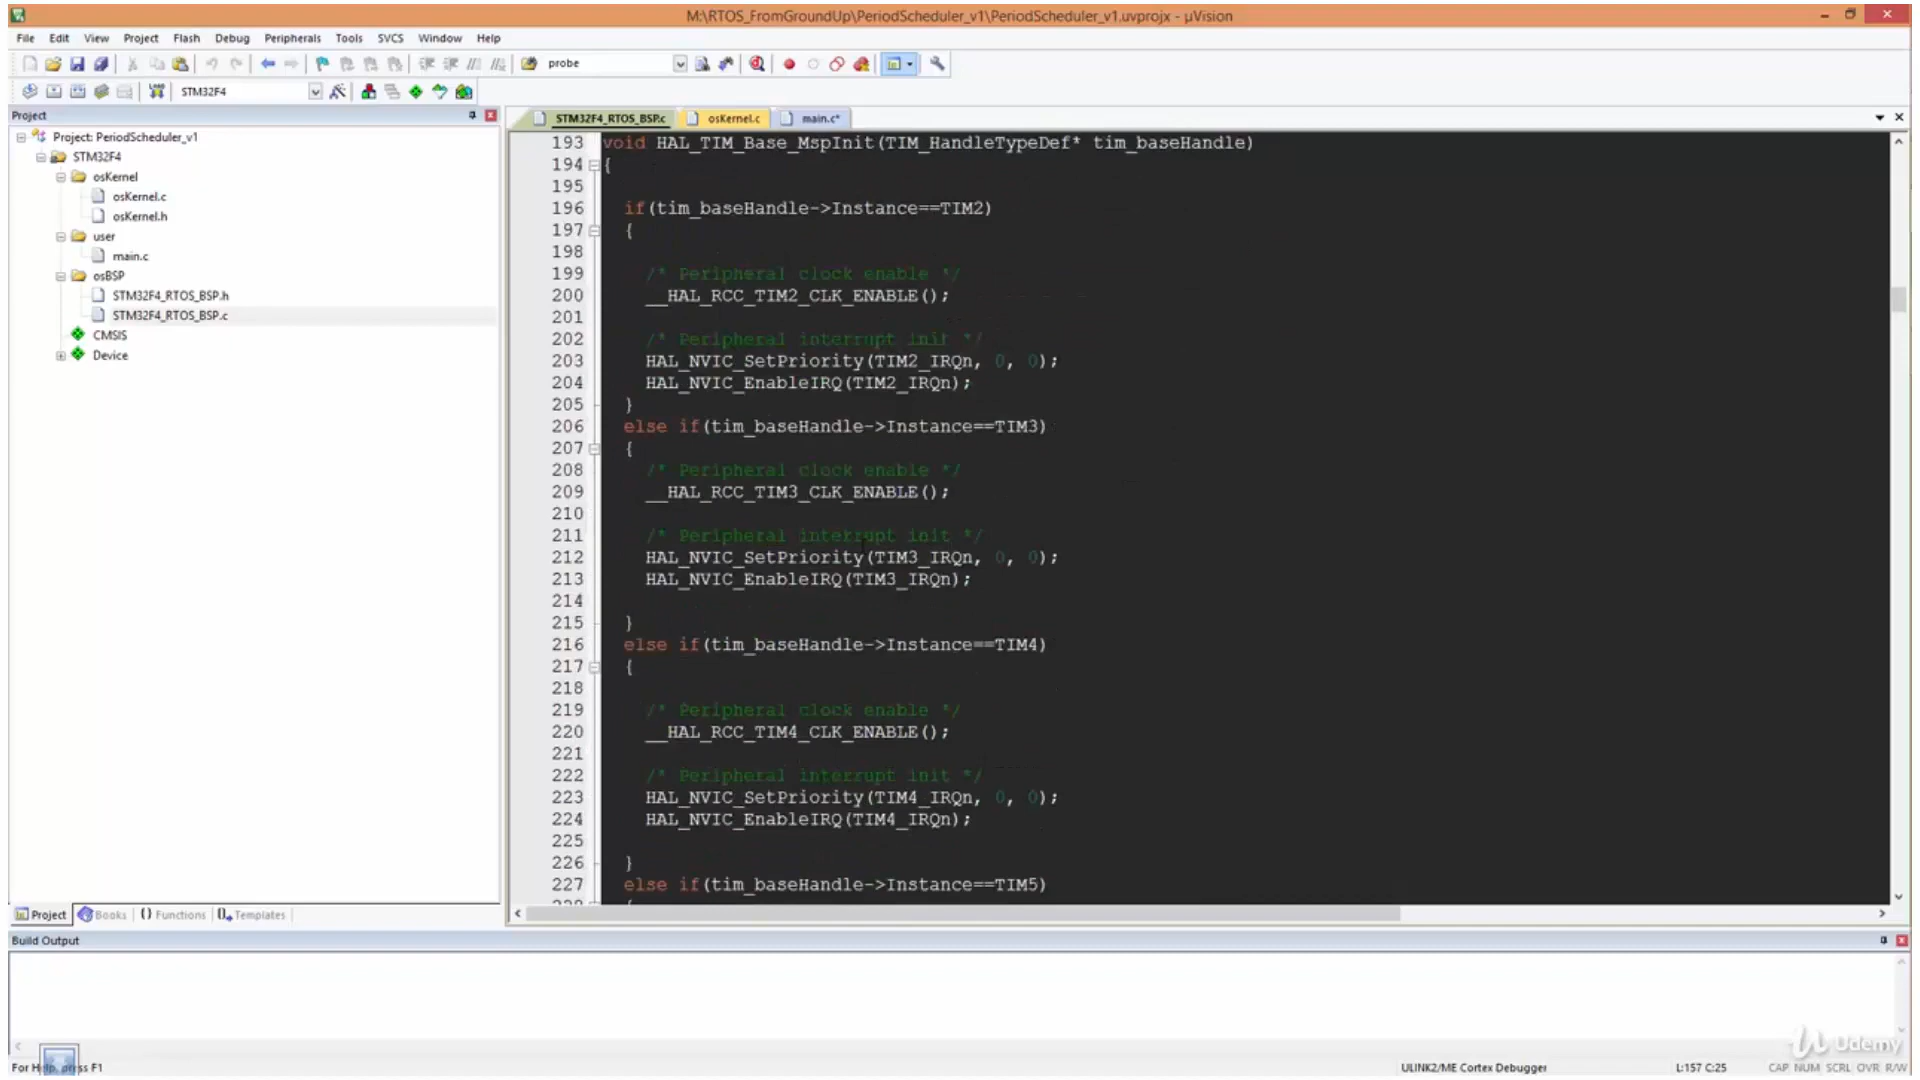 M:\RTOS_FromGroundUp\PeriodScheduler_v1\PeriodScheduler_v1.uvprojx - µVision
File Edit View Project Flash Debug Peripherals Tools SVCS Window Help
probe
STM32F4
Project
STM32F4_RTOS_BSP.c osKernel.c main.c*
Project: PeriodScheduler_v1
STM32F4
osKernel
osKernel.c
osKernel.h
user
main.c
osBSP
STM32F4_RTOS_BSP.h
STM32F4_RTOS_BSP.c
CMSIS
Device
193 void HAL_TIM_Base_MspInit(TIM_HandleTypeDef* tim_baseHandle)
194 {
195
196 if(tim_baseHandle->Instance==TIM2)
197 {
198
199 /* Peripheral clock enable */
200 __HAL_RCC_TIM2_CLK_ENABLE();
201
202 /* Peripheral interrupt init */
203 HAL_NVIC_SetPriority(TIM2_IRQn, 0, 0);
204 HAL_NVIC_EnableIRQ(TIM2_IRQn);
205 }
206 else if(tim_baseHandle->Instance==TIM3)
207 {
208 /* Peripheral clock enable */
209 __HAL_RCC_TIM3_CLK_ENABLE();
210
211 /* Peripheral interrupt init */
212 HAL_NVIC_SetPriority(TIM3_IRQn, 0, 0);
213 HAL_NVIC_EnableIRQ(TIM3_IRQn);
214
215 }
216 else if(tim_baseHandle->Instance==TIM4)
217 {
218
219 /* Peripheral clock enable */
220 __HAL_RCC_TIM4_CLK_ENABLE();
221
222 /* Peripheral interrupt init */
223 HAL_NVIC_SetPriority(TIM4_IRQn, 0, 0);
224 HAL_NVIC_EnableIRQ(TIM4_IRQn);
225
226 }
227 else if(tim_baseHandle->Instance==TIM5)
Project Books {} Functions Templates
Build Output
Udemy
For Help, press F1 ULINK2/ME Cortex Debugger L:157 C:25 CAP NUM SCRL OVR R/W